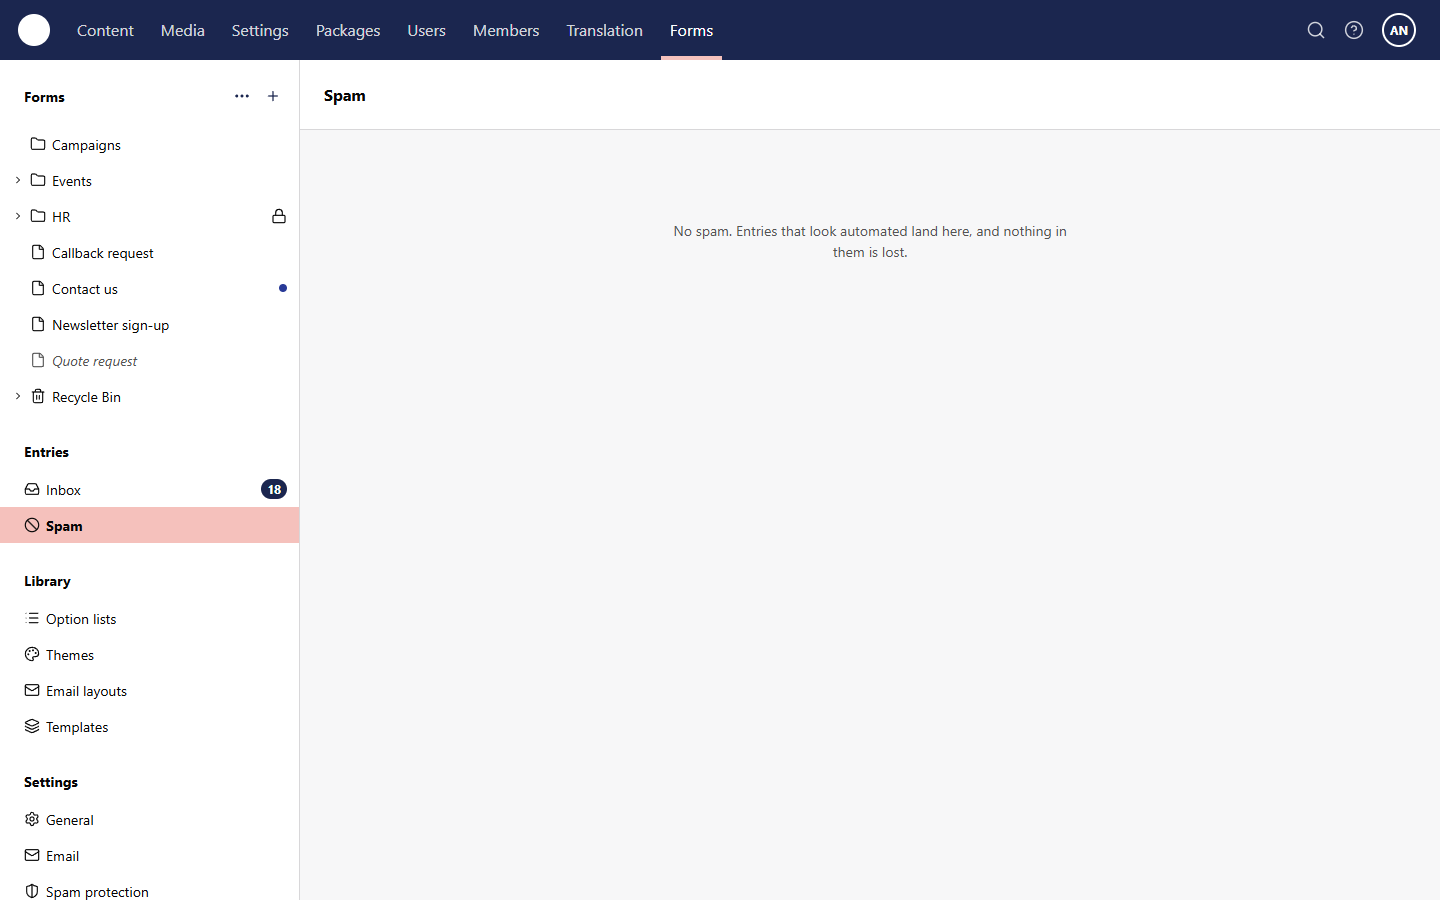 Content
Media
Settings
Packages
Users
Members
Translation
Forms
AN
Forms
Campaigns
Events
HR
Callback request
Contact us
Newsletter sign-up
Quote request
Recycle Bin
Entries
Inbox
18
Spam
Library
Option lists
Themes
Email layouts
Templates
Settings
General
Email
Spam protection
Spam
No spam. Entries that look automated land here, and nothing in
them is lost.